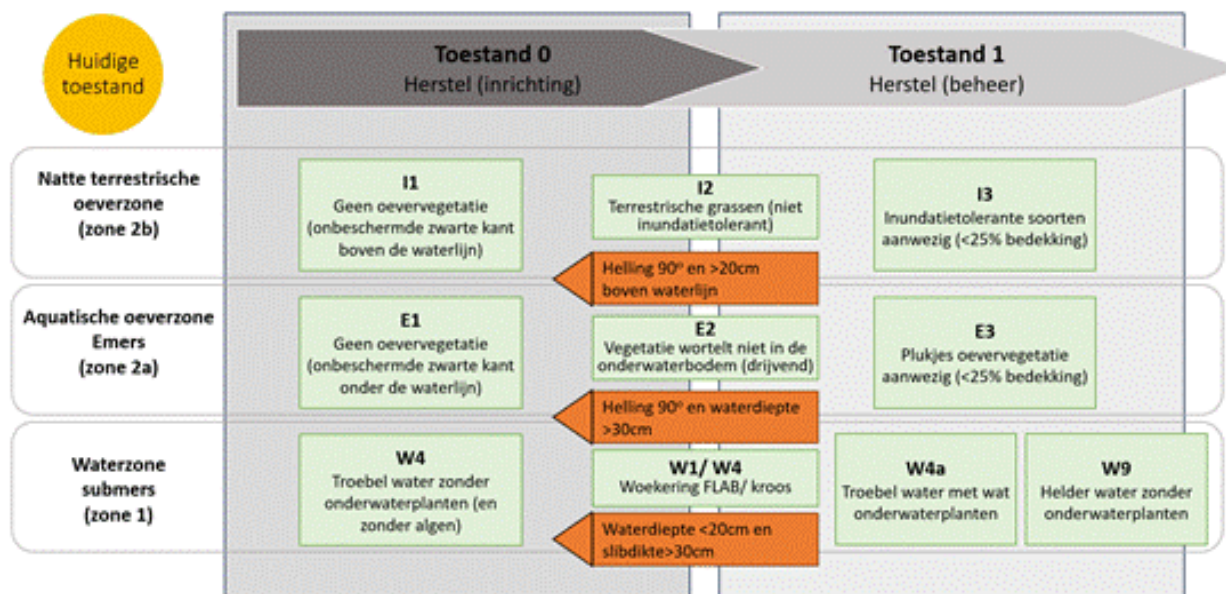 Huidige
toestand
Toestand 0
Herstel (inrichting)
Toestand 1
Herstel (beheer)
Natte terrestrische
oeverzone
(zone 2b)
I1
Geen oevervegetatie
(onbeschermde zwarte kant
boven de waterlijn)
I2
Terrestrische grassen (niet
inundatietolerant)
I3
Inundatietolerante soorten
aanwezig (<25% bedekking)
Helling 90° en >20cm
boven waterlijn
Aquatische oeverzone
Emers
(zone 2a)
E1
Geen oevervegetatie
(onbeschermde zwarte kant
onder de waterlijn)
E2
Vegetatie wortelt niet in de
onderwaterbodem (drijvend)
E3
Plukjes oevervegetatie
aanwezig (<25% bedekking)
Helling 90° en waterdiepte
>30cm
Waterzone
submers
(zone 1)
W4
Troebel water zonder
onderwaterplanten (en
zonder algen)
W1/ W4
Woekering FLAB/ kroos
W4a
Troebel water met wat
onderwaterplanten
W9
Helder water zonder
onderwaterplanten
Waterdiepte <20cm en
slibdikte>30cm